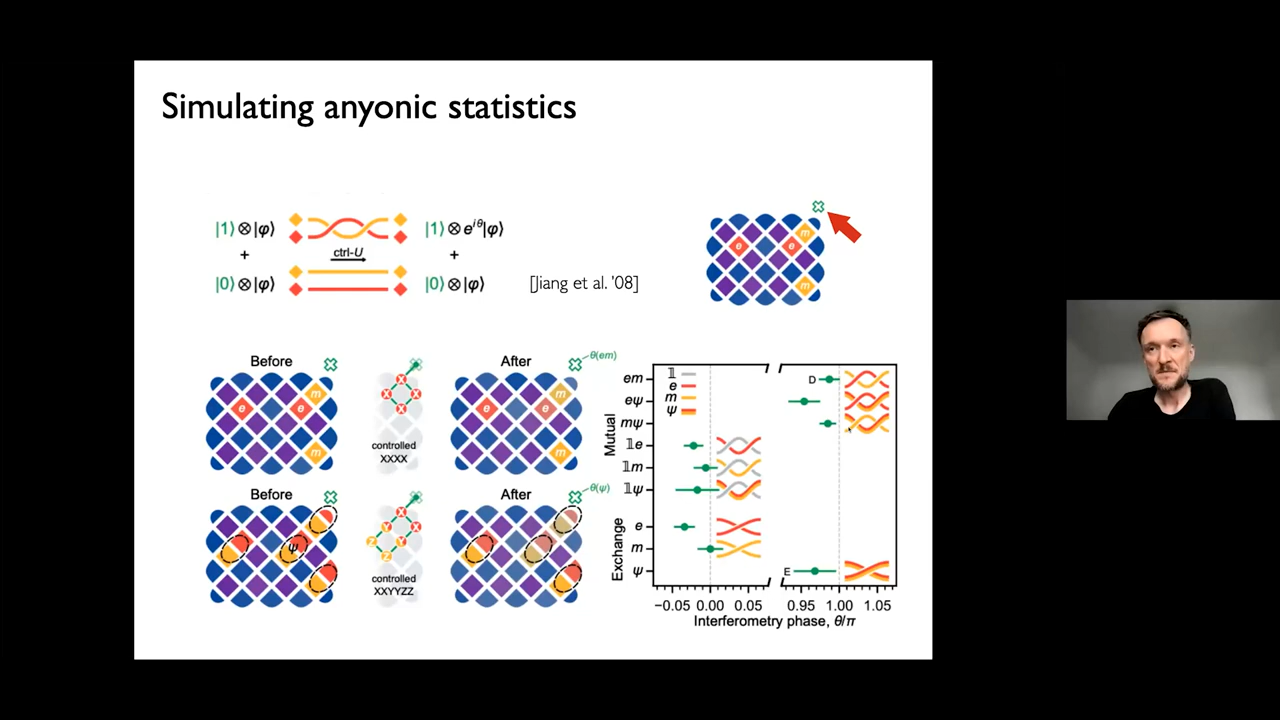 Simulating anyonic statistics
|1⟩⊗|φ⟩
|1⟩⊗e^{iθ}|φ⟩
+
ctrl-U
+
|0⟩⊗|φ⟩
|0⟩⊗|φ⟩
[Jiang et al. '08]
m
e
e
m
Before
After
θ(em)
m
e
e
m
X
X
X
X
controlled
XXXX
m
e
e
m
Before
After
θ(ψ)
ψ
X
Y
X
Z
Y
Z
controlled
XXYYZZ
Mutual
Exchange
em
eψ
mψ
𝟙e
𝟙m
𝟙ψ
e
m
ψ
𝟙
e
m
ψ
D
E
−0.05 0.00 0.05 0.95 1.00 1.05
Interferometry phase, θ/π